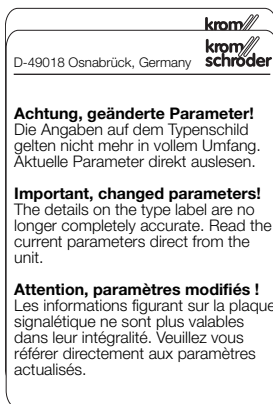 krom
krom
schroder
D-49018 Osnabrück, Germany
Achtung, geänderte Parameter!
Die Angaben auf dem Typenschild
gelten nicht mehr in vollem Umfang.
Aktuelle Parameter direkt auslesen.
Important, changed parameters!
The details on the type label are no
longer completely accurate. Read the
current parameters direct from the
unit.
Attention, paramètres modifiés !
Les informations figurant sur la plaque
signalétique ne sont plus valables
dans leur intégralité. Veuillez vous
référer directement aux paramètres
actualisés.